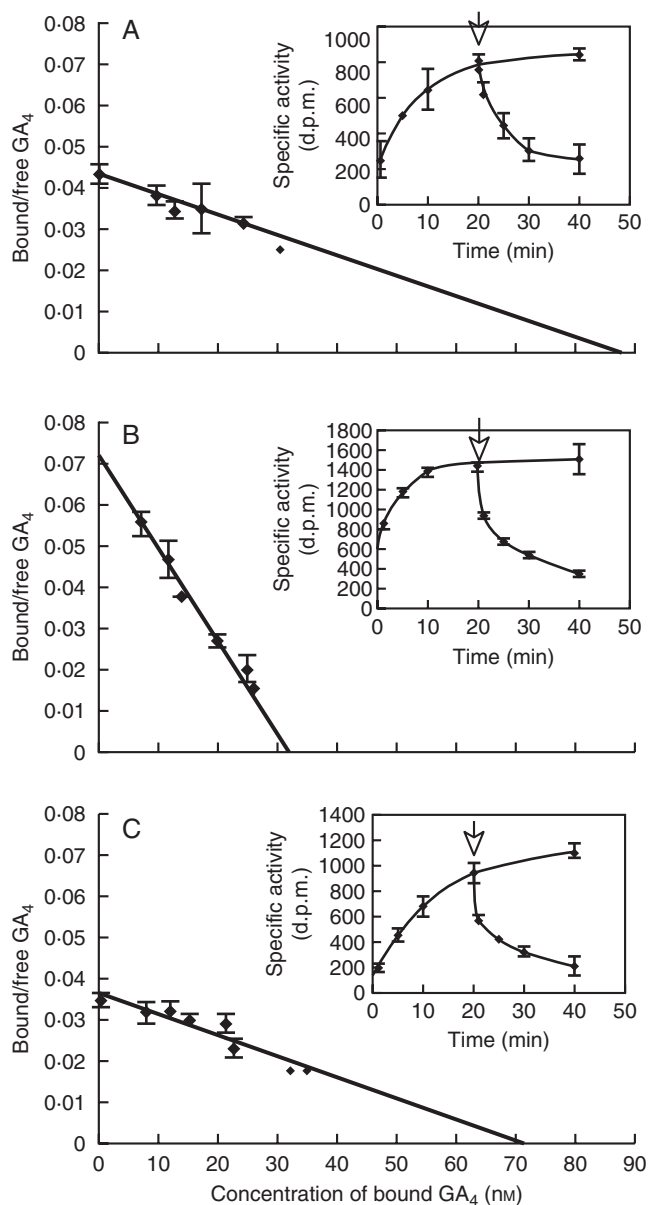 A
Bound/free GA4
0·08
0·07
0·06
0·05
0·04
0·03
0·02
0·01
0
Specific activity
(d.p.m.)
1000
800
600
400
200
0
0 10 20 30 40 50
Time (min)
B
Bound/free GA4
0·08
0·07
0·06
0·05
0·04
0·03
0·02
0·01
0
Specific activity
(d.p.m.)
1800
1600
1400
1200
1000
800
600
400
200
0
0 10 20 30 40 50
Time (min)
C
Bound/free GA4
0·08
0·07
0·06
0·05
0·04
0·03
0·02
0·01
0
Specific activity
(d.p.m.)
1400
1200
1000
800
600
400
200
0
0 10 20 30 40 50
Time (min)
0 10 20 30 40 50 60 70 80 90
Concentration of bound GA4 (nM)